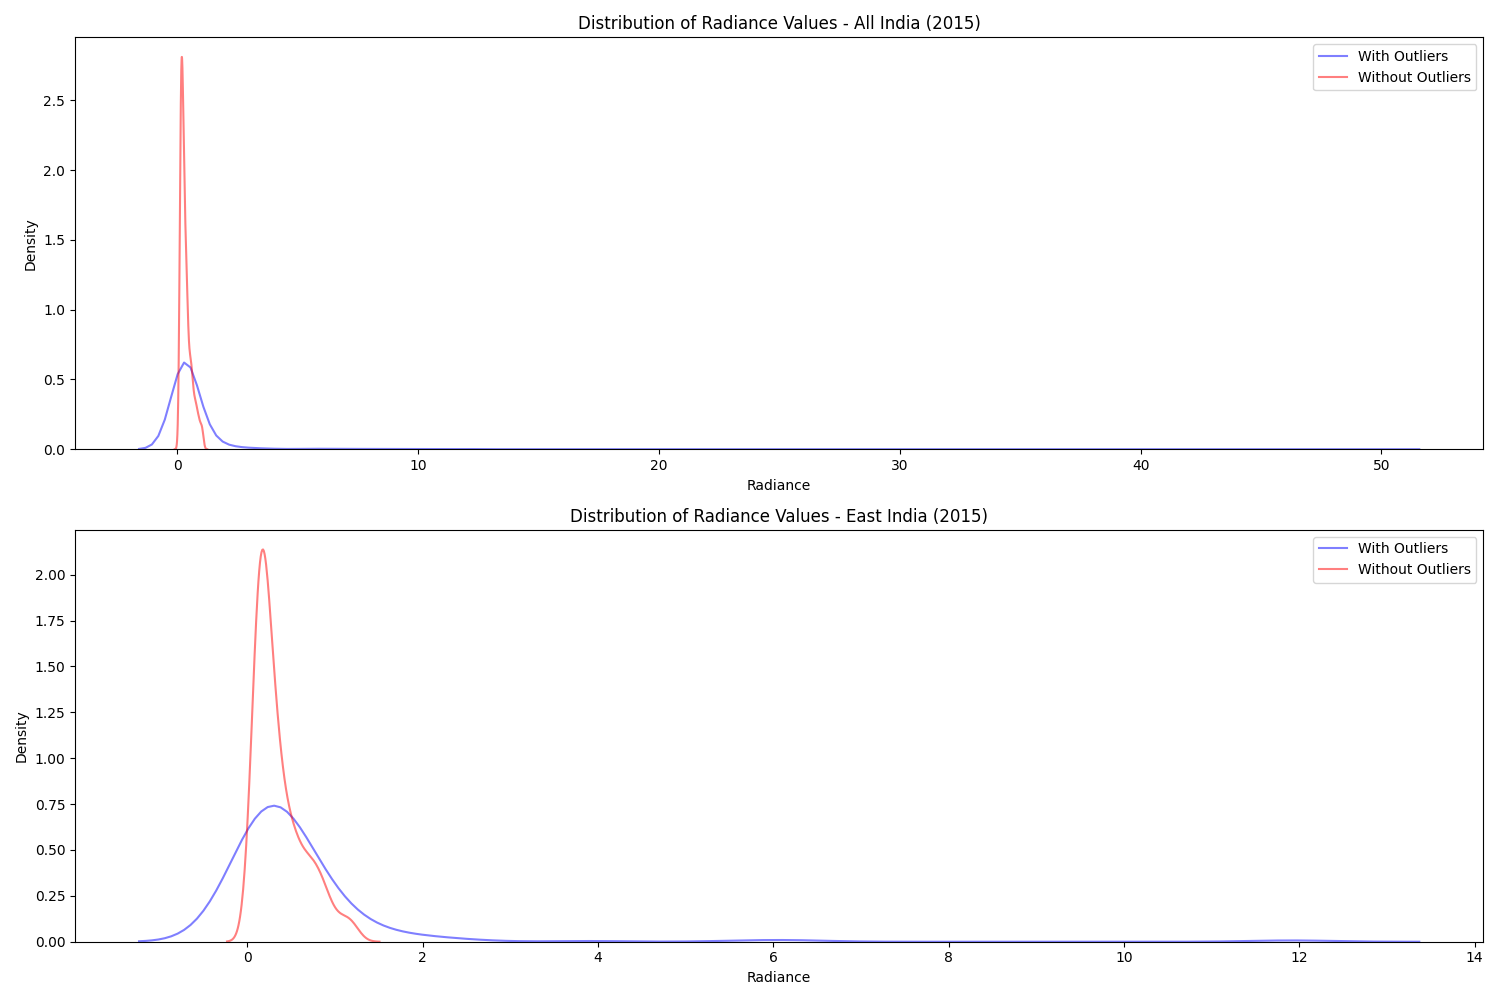 Distribution of Radiance Values - All India (2015)
With Outliers
Without Outliers
Density
2.5
2.0
1.5
1.0
0.5
0.0
0
10
20
30
40
50
Radiance
Distribution of Radiance Values - East India (2015)
With Outliers
Without Outliers
Density
2.00
1.75
1.50
1.25
1.00
0.75
0.50
0.25
0.00
0
2
4
6
8
10
12
14
Radiance